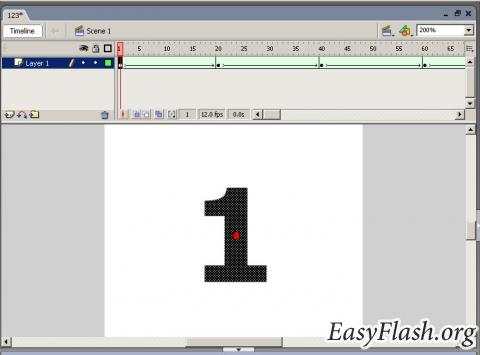 123*
Timeline
Scene 1
200%
1 5 10 15 20 25 30 35 40 45 50 55 60 65
Layer 1
1 12.0 fps 0.0s
1
EasyFlash.org